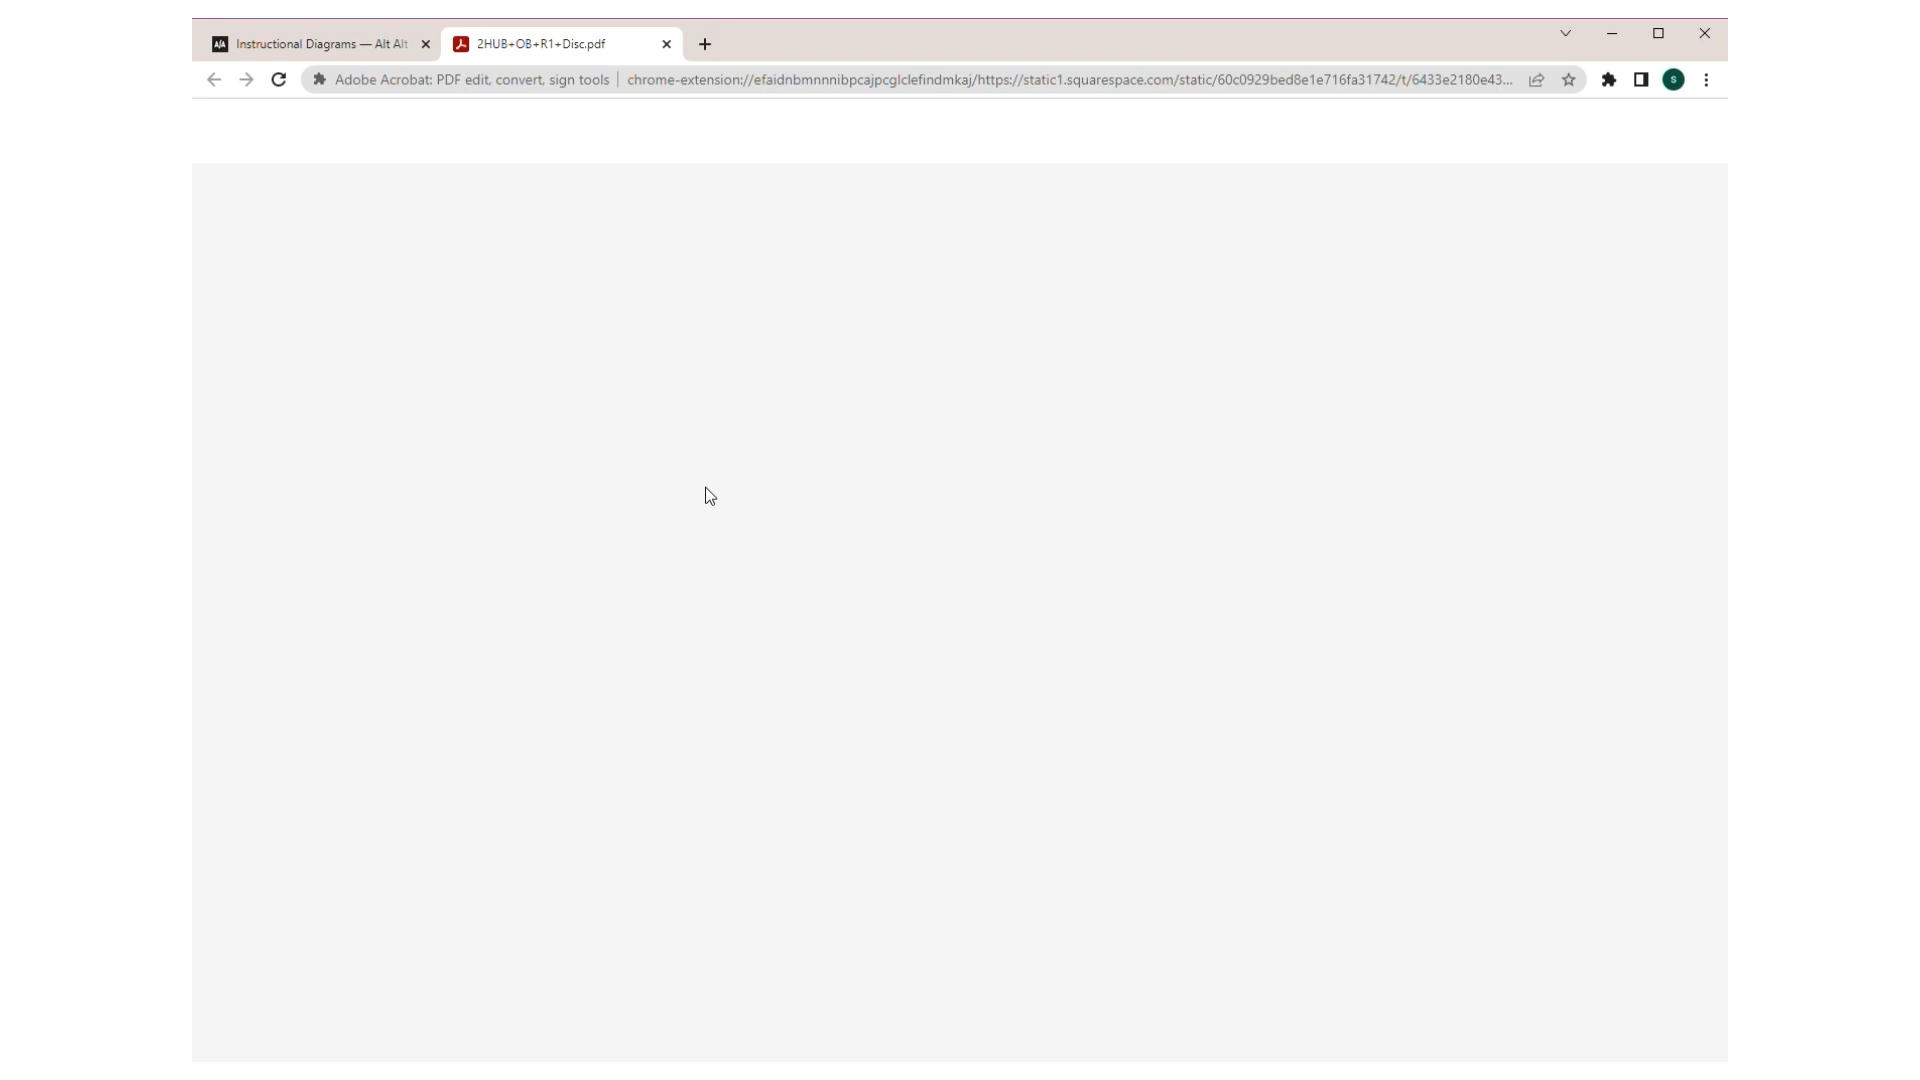 A/A Instructional Diagrams — Alt Alt
2HUB+OB+R1+Disc.pdf
Adobe Acrobat: PDF edit, convert, sign tools | chrome-extension://efaidnbmnnnibpcajpcglclefindmkaj/https://static1.squarespace.com/static/60c0929bed8e1e716fa31742/t/6433e2180e43...
S